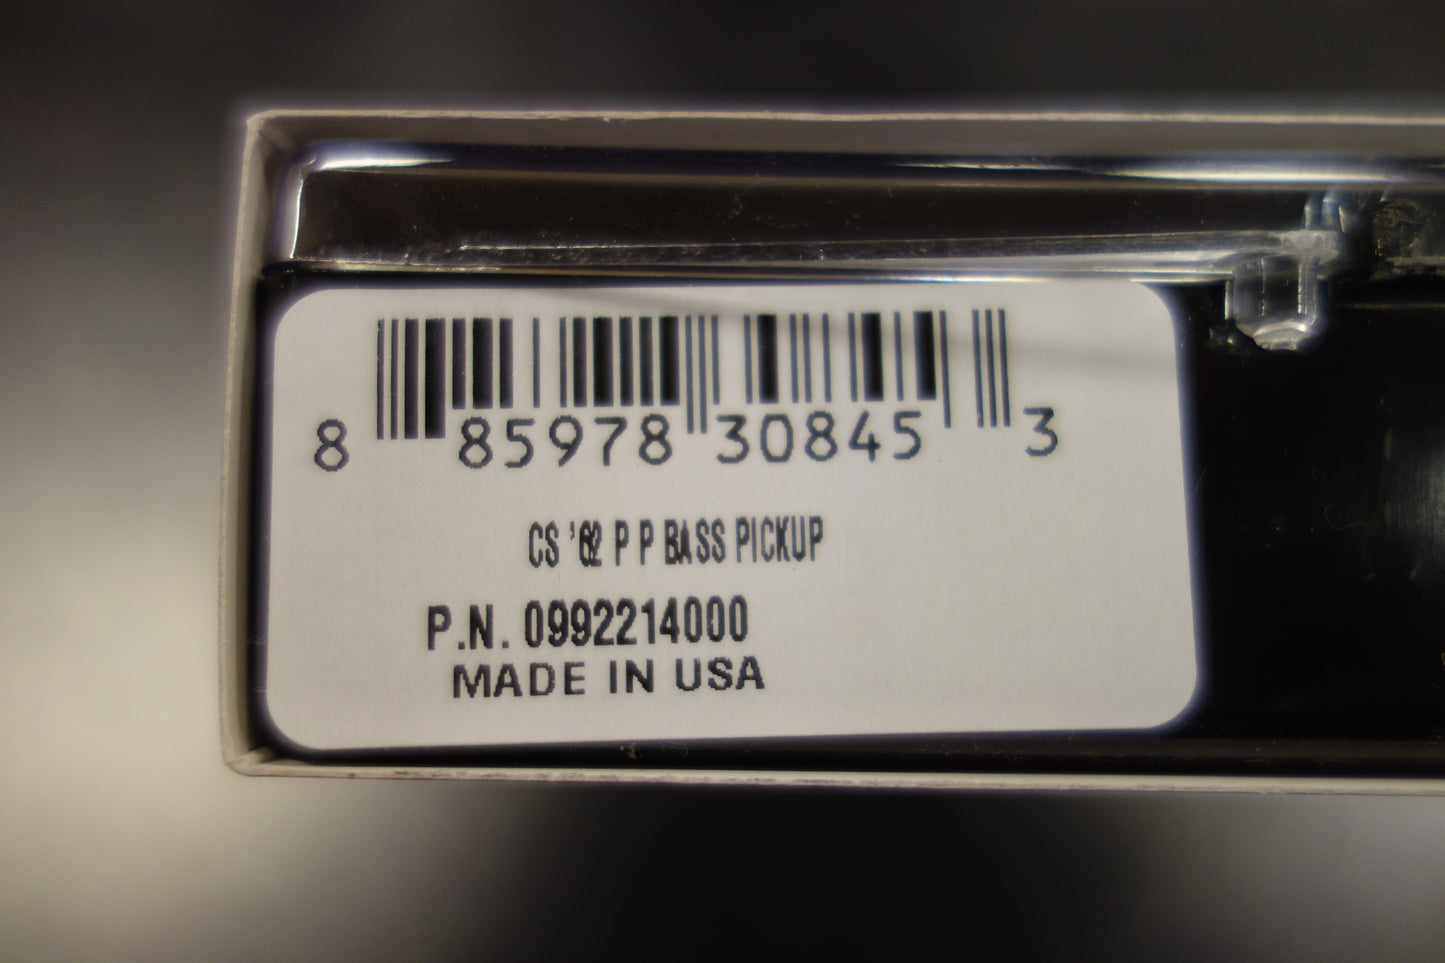 8 85978 30845 3
CS '62 P P BASS PICKUP
P.N. 0992214000
MADE IN USA